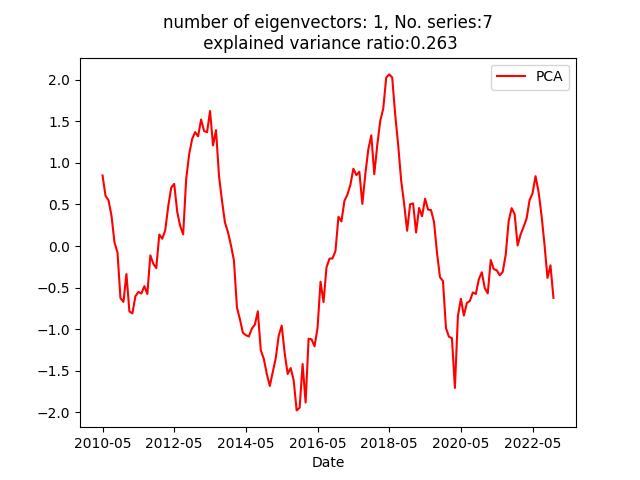 number of eigenvectors: 1, No. series:7
explained variance ratio:0.263
PCA
2.0
1.5
1.0
0.5
0.0
−0.5
−1.0
−1.5
−2.0
2010-05 2012-05 2014-05 2016-05 2018-05 2020-05 2022-05
Date